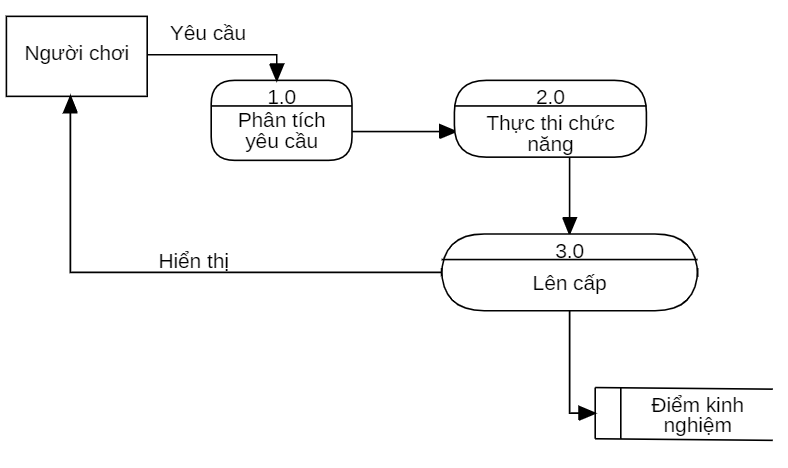 Yêu cầu
Người chơi
1.0
Phân tích
yêu cầu
2.0
Thực thi chức
năng
3.0
Lên cấp
Hiển thị
Điểm kinh
nghiệm